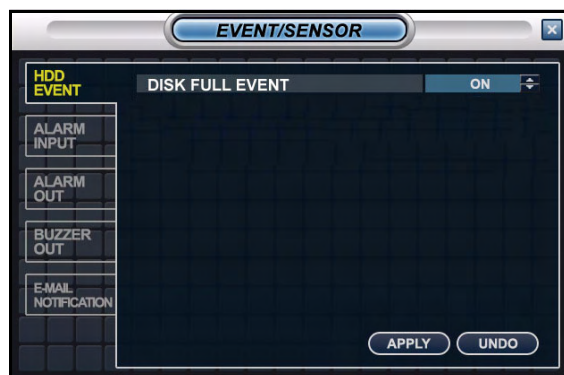 EVENT/SENSOR
HDD
EVENT
DISK FULL EVENT ON
ALARM
INPUT
ALARM
OUT
BUZZER
OUT
E-MAIL
NOTIFICATION
APPLY UNDO